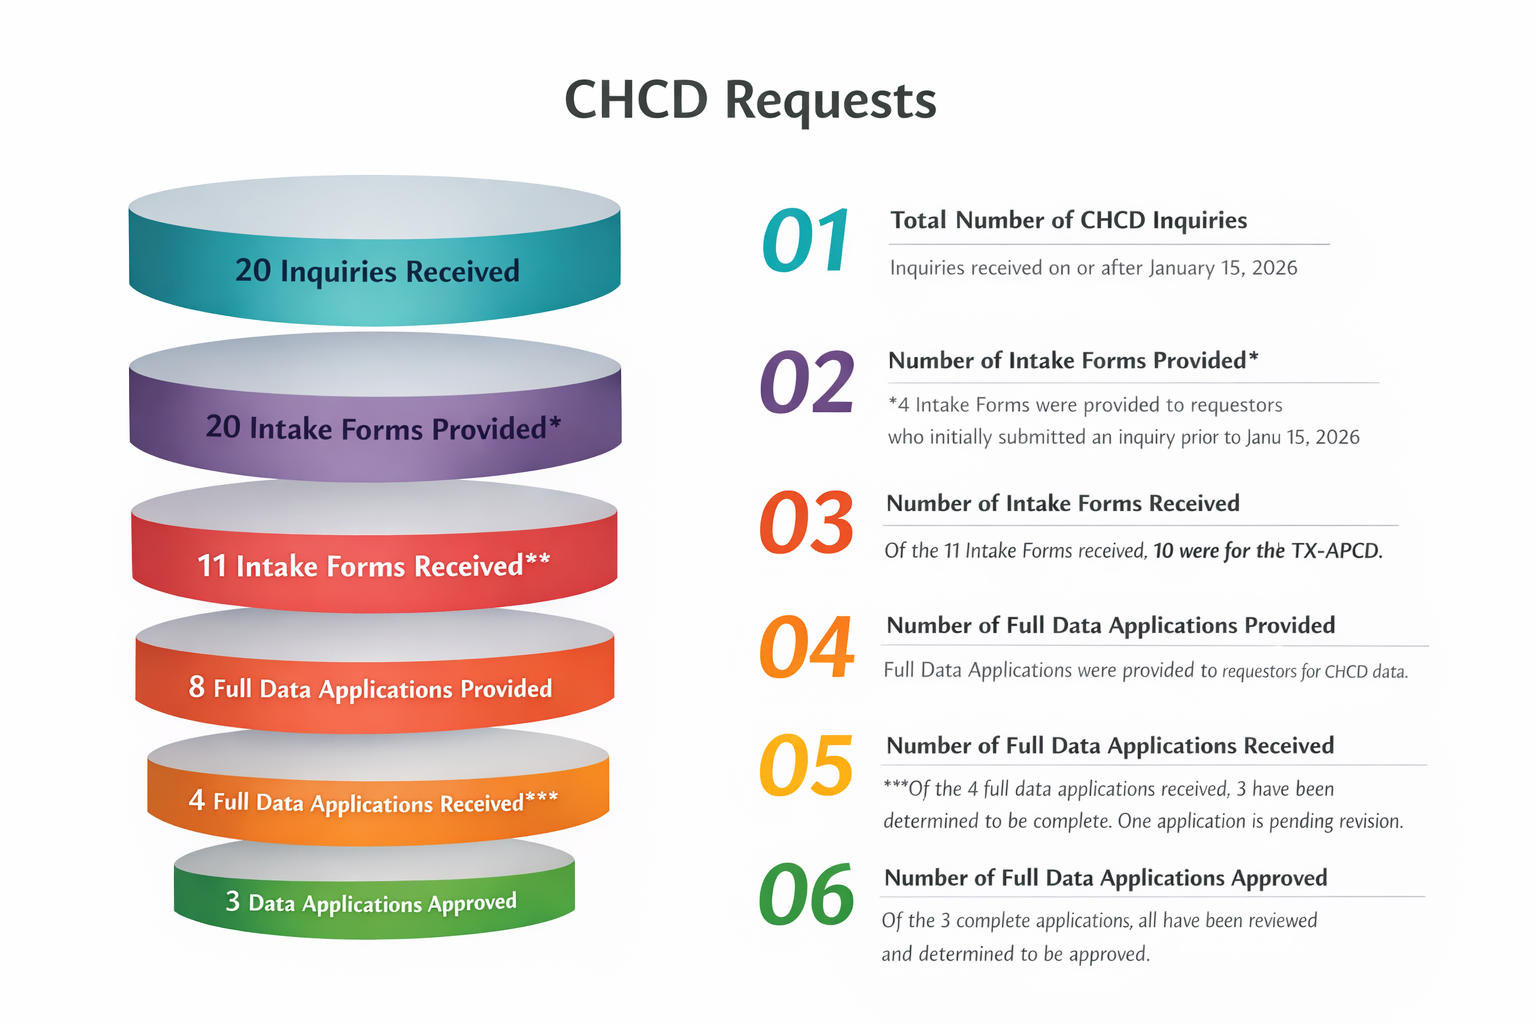 CHCD Requests
20 Inquiries Received
20 Intake Forms Provided*
11 Intake Forms Received**
8 Full Data Applications Provided
4 Full Data Applications Received***
3 Data Applications Approved
01
Total Number of CHCD Inquiries
Inquiries received on or after January 15, 2026
02
Number of Intake Forms Provided*
*4 Intake Forms were provided to requestors
who initially submitted an inquiry prior to Janu 15, 2026
03
Number of Intake Forms Received
Of the 11 Intake Forms received, 10 were for the TX-APCD.
04
Number of Full Data Applications Provided
Full Data Applications were provided to requestors for CHCD data.
05
Number of Full Data Applications Received
***Of the 4 full data applications received, 3 have been
determined to be complete. One application is pending revision.
06
Number of Full Data Applications Approved
Of the 3 complete applications, all have been reviewed
and determined to be approved.